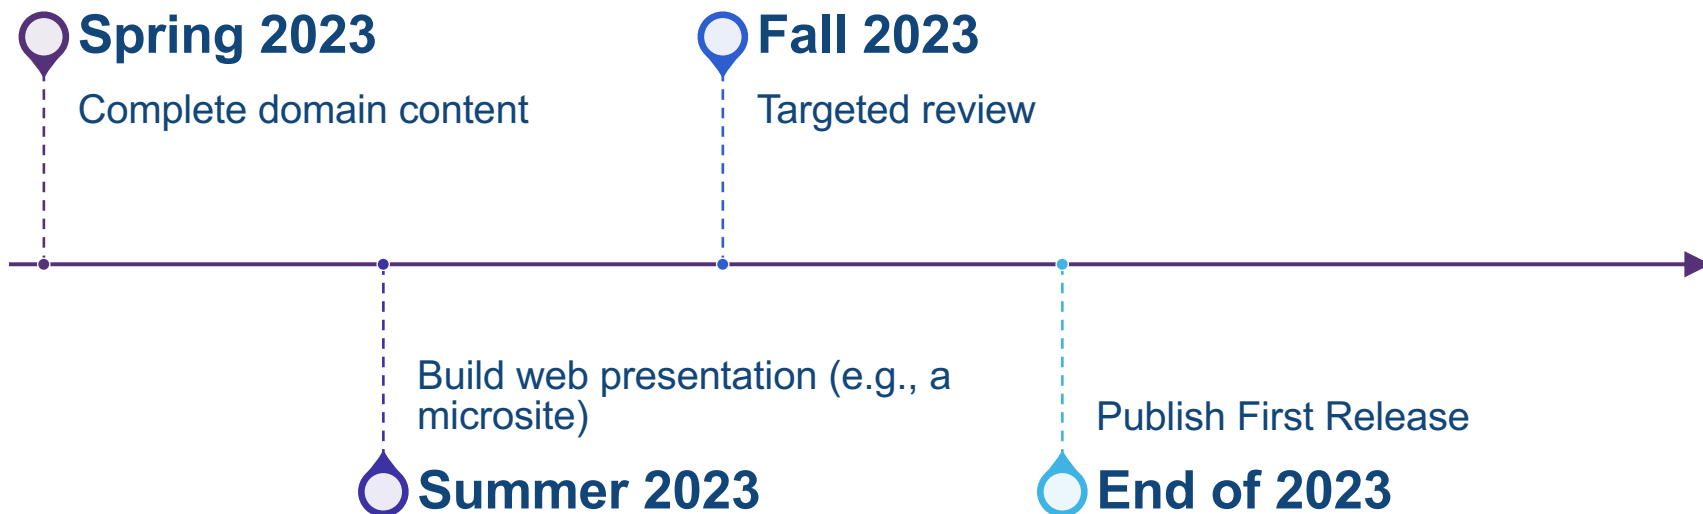 Spring 2023
Complete domain content
Fall 2023
Targeted review
Build web presentation (e.g., a
microsite)
Summer 2023
Publish First Release
End of 2023